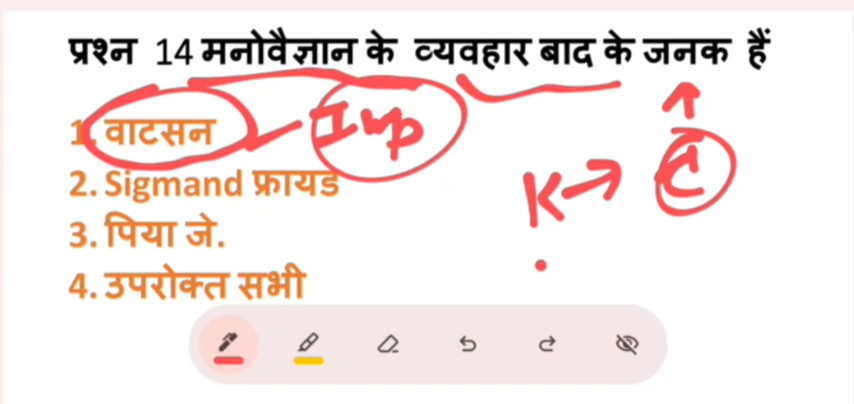 प्रश्न 14 मनोवैज्ञान के व्यवहार बाद के जनक हैं
1. वाटसन Imp
2. Sigmand फ्रायड K→
3. पिया जे.
4. उपरोक्त सभी